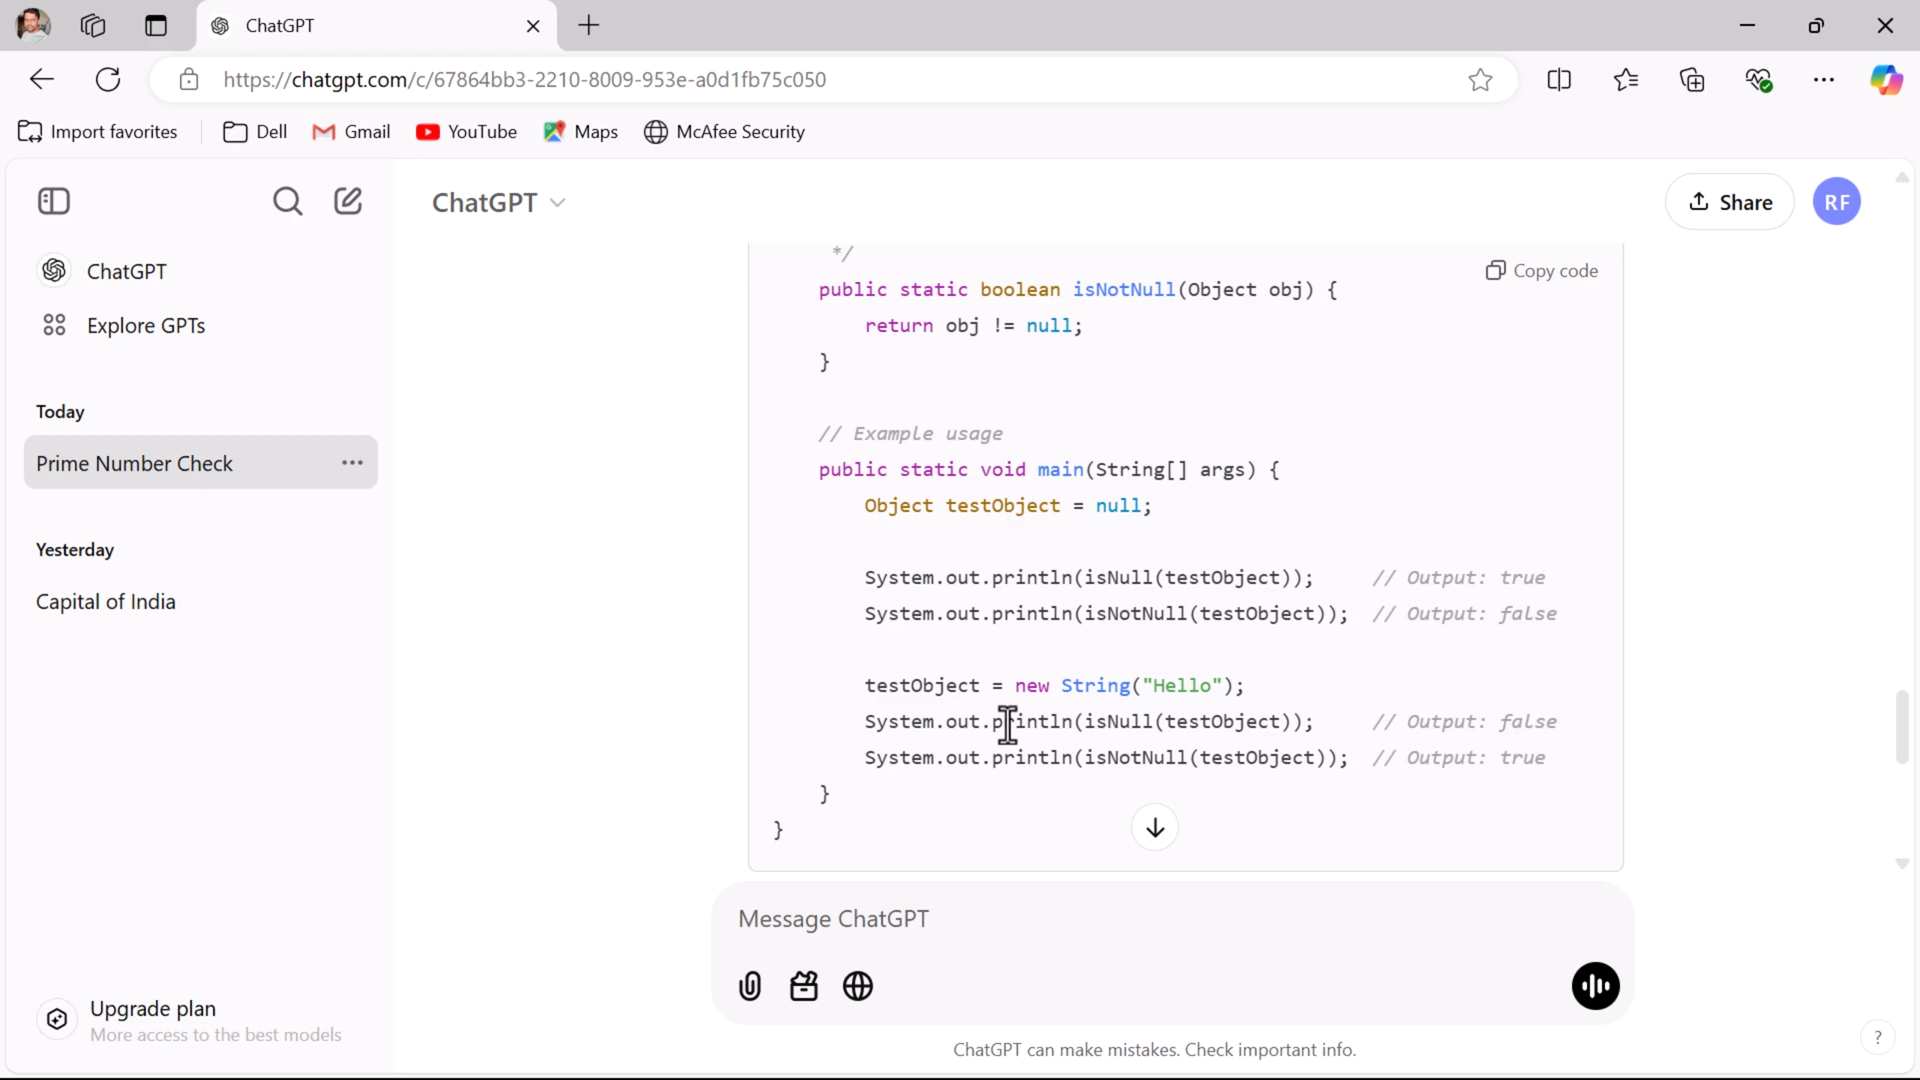 ChatGPT
https://chatgpt.com/c/67864bb3-2210-8009-953e-a0d1fb75c050
Import favorites
Dell
Gmail
YouTube
Maps
McAfee Security
ChatGPT
Explore GPTs
Today
Prime Number Check
Yesterday
Capital of India
Upgrade plan
More access to the best models
ChatGPT
Share
RF
*/
Copy code
public static boolean isNotNull(Object obj) {
return obj != null;
}
// Example usage
public static void main(String[] args) {
Object testObject = null;
System.out.println(isNull(testObject)); // Output: true
System.out.println(isNotNull(testObject)); // Output: false
testObject = new String("Hello");
System.out.println(isNull(testObject)); // Output: false
System.out.println(isNotNull(testObject)); // Output: true
}
}
Message ChatGPT
ChatGPT can make mistakes. Check important info.
?